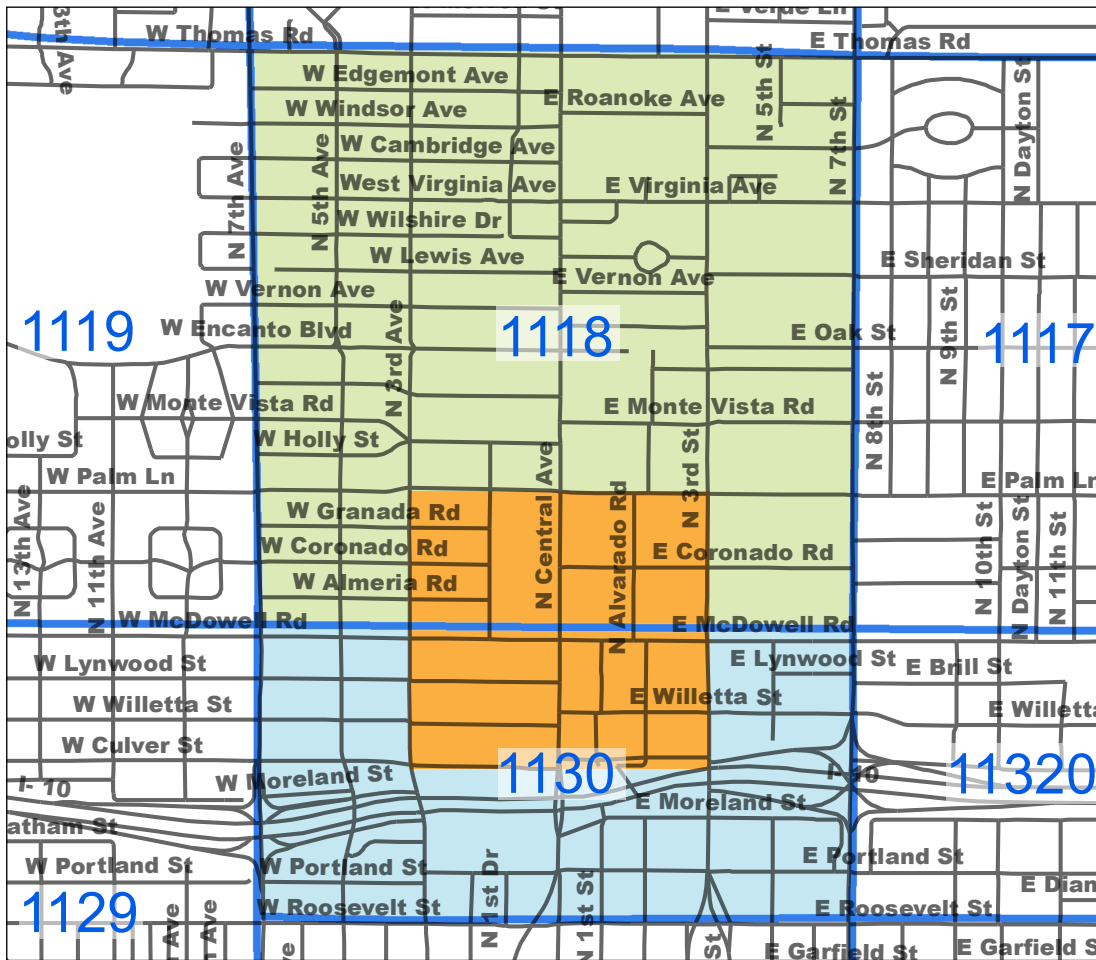 W Thomas Rd
E Verde Ln
E Thomas Rd
W Edgemont Ave
E Roanoke Ave
N 5th St
N Dayton St
W Windsor Ave
N 7th St
W Cambridge Ave
N 7th Ave
N 5th Ave
West Virginia Ave
E Virginia Ave
W Wilshire Dr
W Lewis Ave
E Sheridan St
E Vernon Ave
W Vernon Ave
1119
W Encanto Blvd
N 3rd Ave
1118
E Oak St
N 9th St
1117
W Monte Vista Rd
E Monte Vista Rd
N 8th St
olly St
W Holly St
N 3rd St
W Palm Ln
E Palm Ln
N 13th Ave
N 11th Ave
W Granada Rd
N Central Ave
N Alvarado Rd
W Coronado Rd
E Coronado Rd
N 10th St
N Dayton St
N 11th St
W Almeria Rd
W McDowell Rd
E McDowell Rd
W Lynwood St
E Lynwood St
E Brill St
W Willetta St
E Willetta St
E Willetta
W Culver St
1130
11320
I- 10
W Moreland St
I- 10
E Moreland St
atham St
W Portland St
W Portland St
E Portland St
N 1st Dr
N 1st St
E Dian
1129
W Roosevelt St
E Roosevelt St
Ave
Ave
ve
St
E Garfield St
E Garfield S